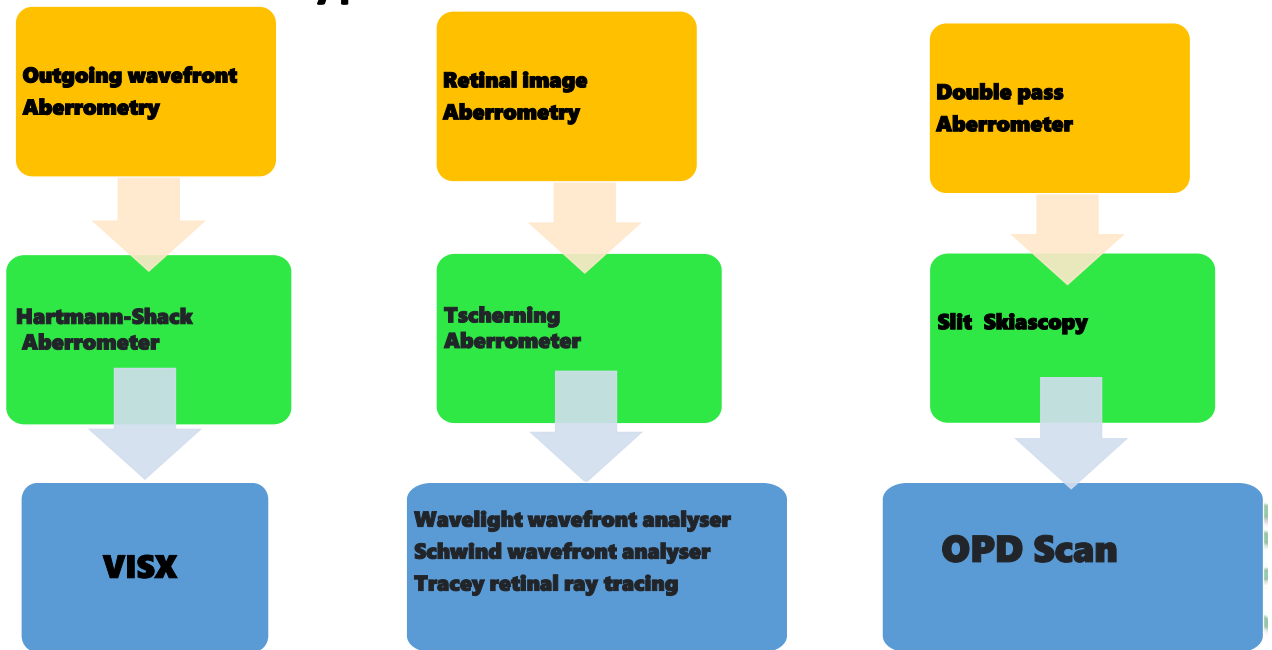 Outgoing wavefront
Aberrometry
Retinal image
Aberrometry
Double pass
Aberrometer
Hartmann-Shack
Aberrometer
Tscherning
Aberrometer
Slit Skiascopy
VISX
Wavelight wavefront analyser
Schwind wavefront analyser
Tracey retinal ray tracing
OPD Scan